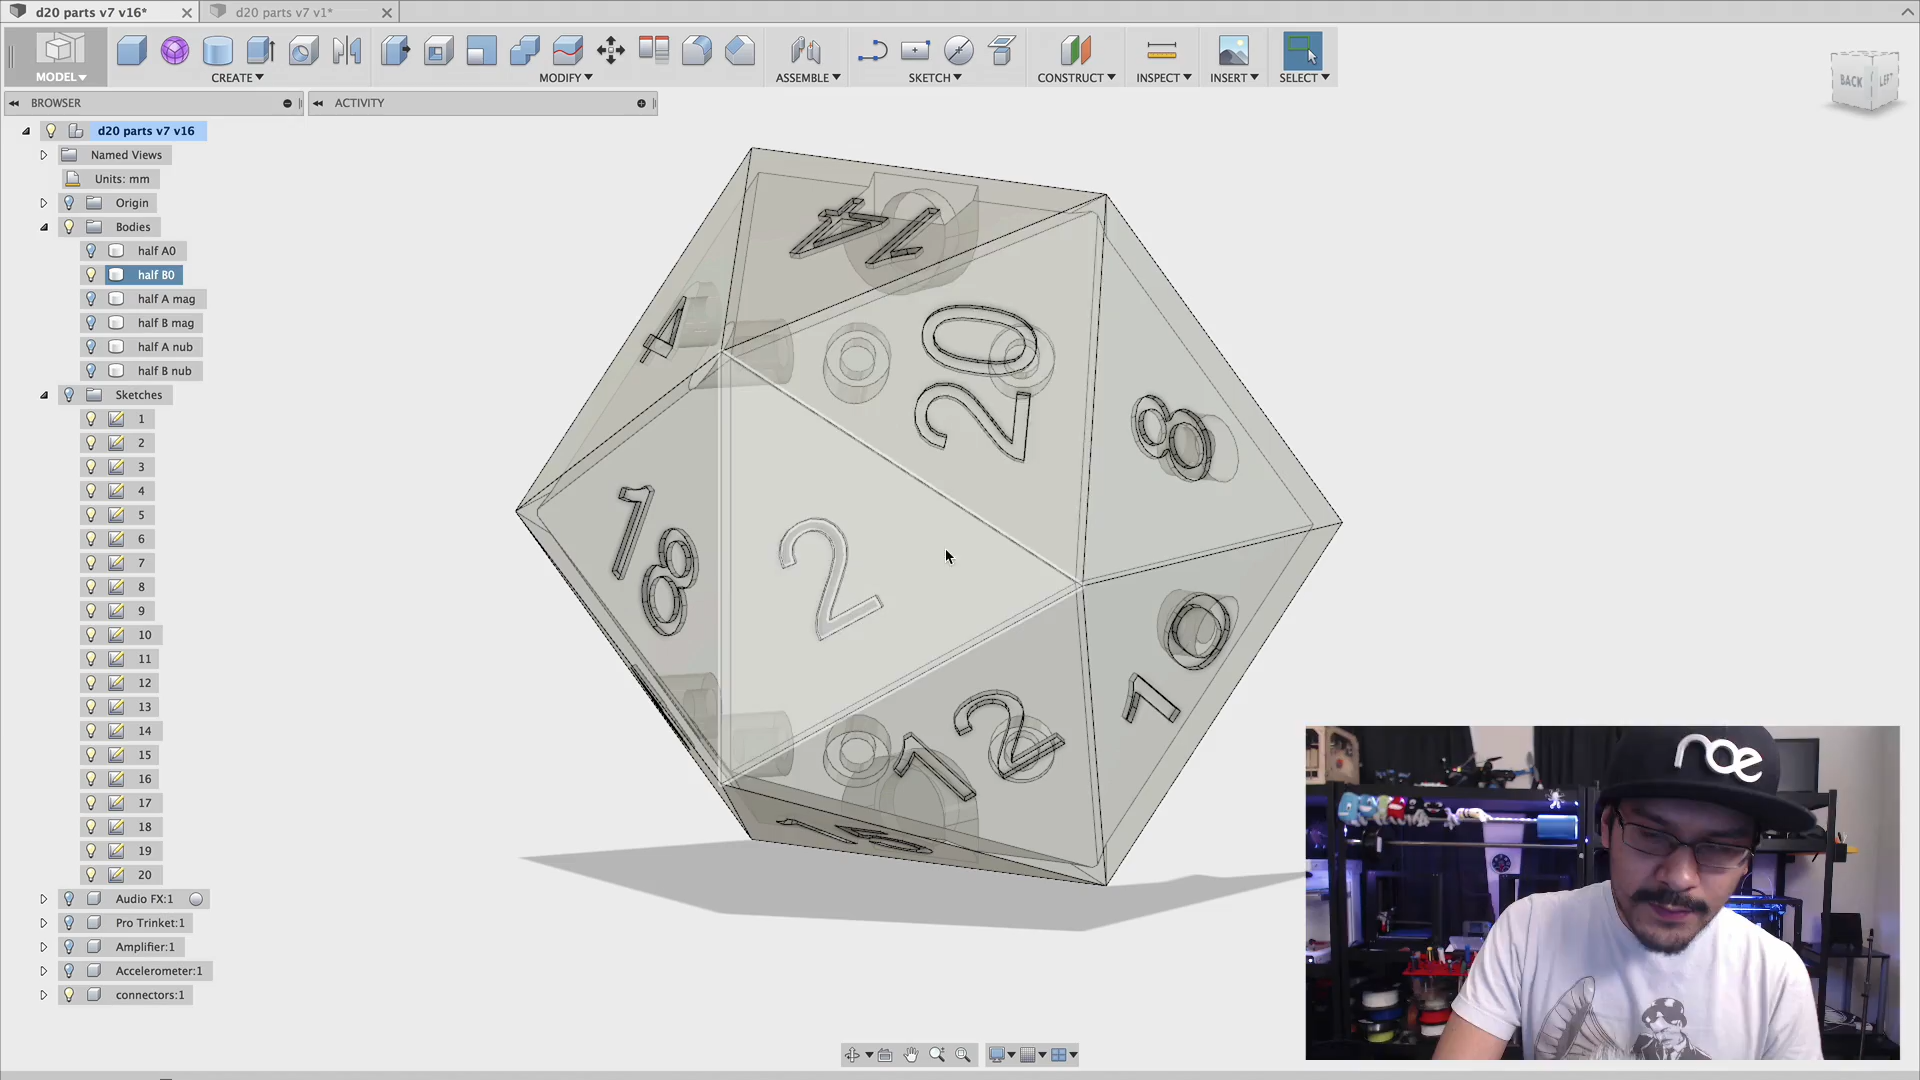 d20 parts v7 v16*
d20 parts v7 v1*
MODEL
CREATE
MODIFY
ASSEMBLE
SKETCH
CONSTRUCT
INSPECT
INSERT
SELECT
BACK
LEFT
BROWSER
ACTIVITY
d20 parts v7 v16
Named Views
Units: mm
Origin
Bodies
half A0
half B0
half A mag
half B mag
half A nub
half B nub
Sketches
1
2
3
4
5
6
7
8
9
10
11
12
13
14
15
16
17
18
19
20
Audio FX:1
Pro Trinket:1
Amplifier:1
Accelerometer:1
connectors:1
14
4
20
8
18
2
10
12
15
noe